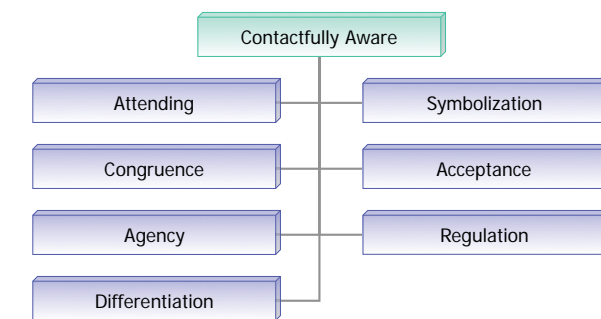 Contactfully Aware
Attending
Symbolization
Congruence
Acceptance
Agency
Regulation
Differentiation